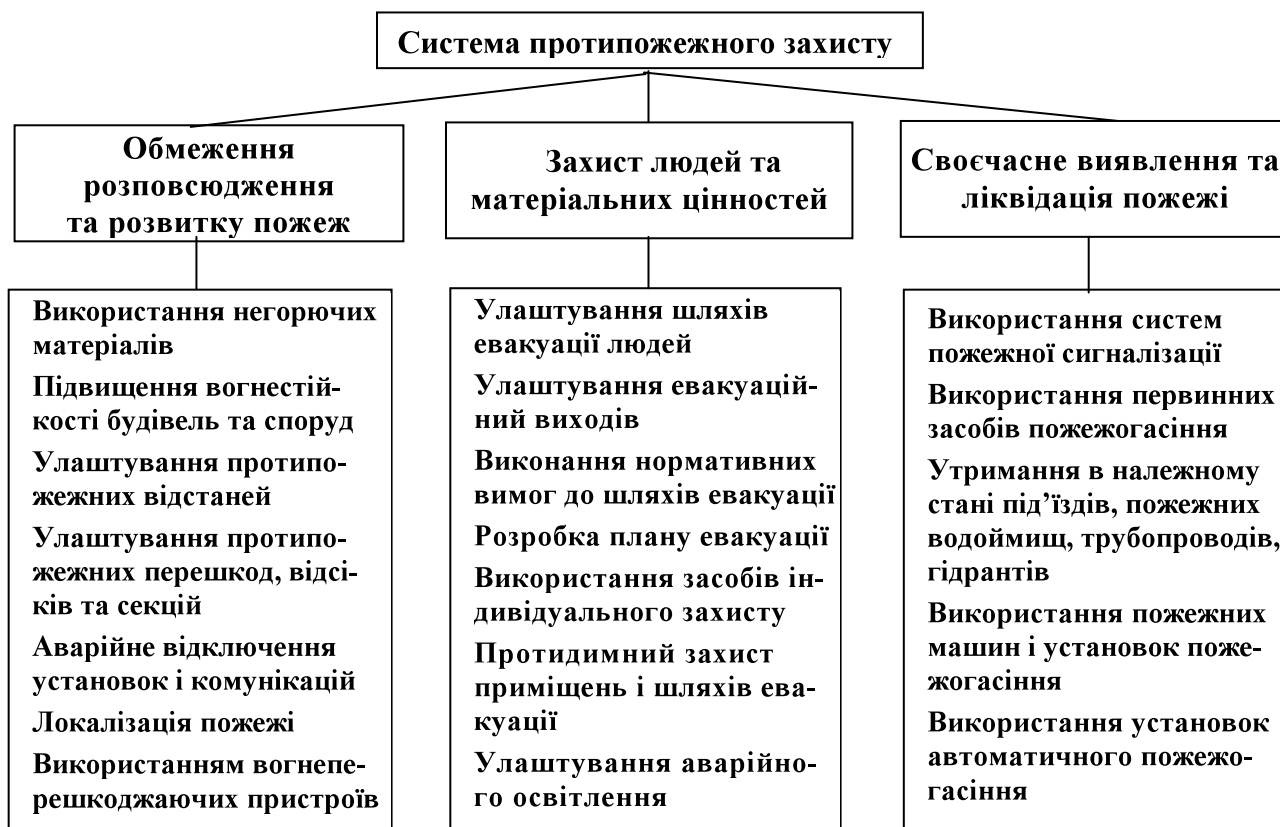 Система протипожежного захисту
Обмеження
розповсюдження
та розвитку пожеж
Захист людей та
матеріальних цінностей
Своєчасне виявлення та
ліквідація пожежі
Використання негорючих
матеріалів
Підвищення вогнестій-
кості будівель та споруд
Улаштування протипо-
жежних відстаней
Улаштування протипо-
жежних перешкод, відсі-
ків та секцій
Аварійне відключення
установок і комунікацій
Локалізація пожежі
Використанням вогнепе-
решкоджаючих пристроїв
Улаштування шляхів
евакуації людей
Улаштування евакуацій-
ний виходів
Виконання нормативних
вимог до шляхів евакуації
Розробка плану евакуації
Використання засобів ін-
дивідуального захисту
Протидимний захист
приміщень і шляхів ева-
куації
Улаштування аварійно-
го освітлення
Використання систем
пожежної сигналізації
Використання первинних
засобів пожежогасіння
Утримання в належному
стані під’їздів, пожежних
водоймищ, трубопроводів,
гідрантів
Використання пожежних
машин і установок поже-
жогасіння
Використання установок
автоматичного пожежо-
гасіння